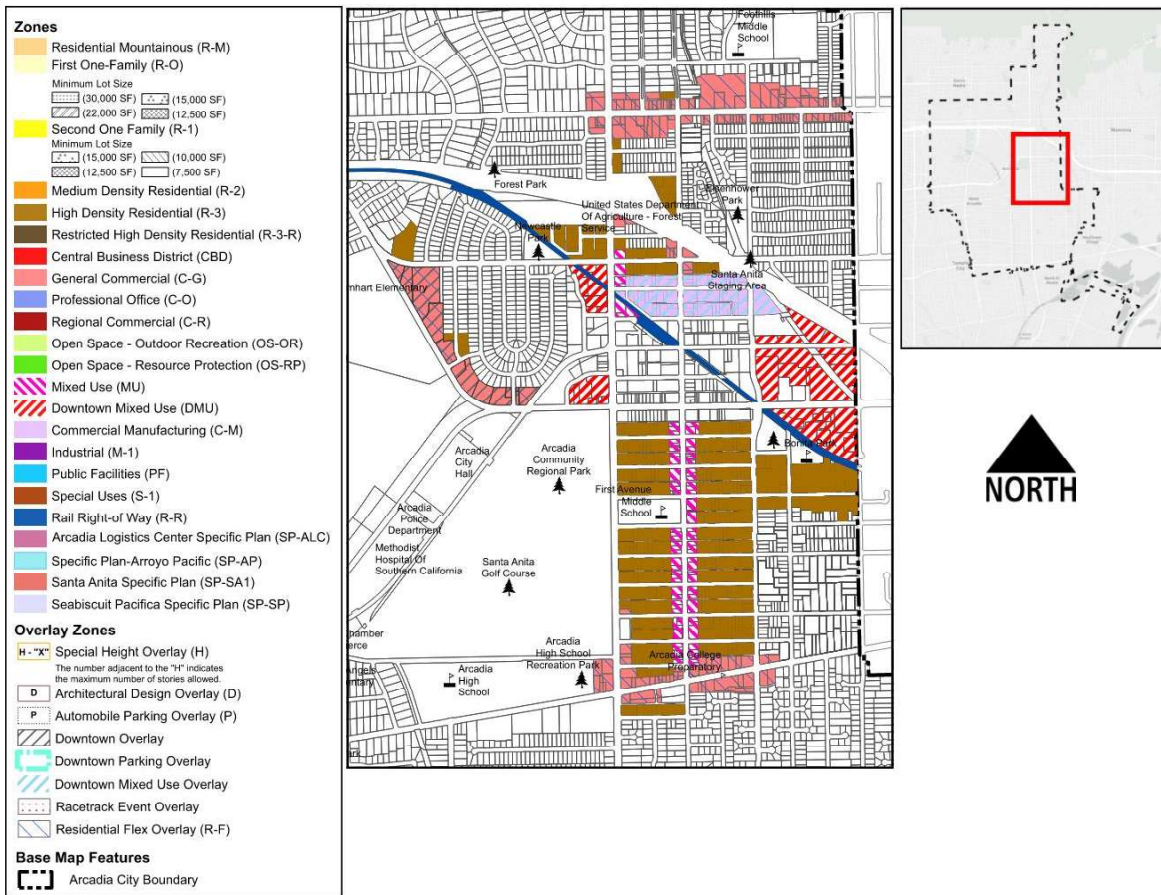 Zones
Residential Mountainous (R-M)
First One-Family (R-O)
Minimum Lot Size
(30,000 SF) (15,000 SF)
(22,000 SF) (12,500 SF)
Second One Family (R-1)
Minimum Lot Size
(15,000 SF) (10,000 SF)
(12,500 SF) (7,500 SF)
Medium Density Residential (R-2)
High Density Residential (R-3)
Restricted High Density Residential (R-3-R)
Central Business District (CBD)
General Commercial (C-G)
Professional Office (C-O)
Regional Commercial (C-R)
Open Space - Outdoor Recreation (OS-OR)
Open Space - Resource Protection (OS-RP)
Mixed Use (MU)
Downtown Mixed Use (DMU)
Commercial Manufacturing (C-M)
Industrial (M-1)
Public Facilities (PF)
Special Uses (S-1)
Rail Right-of Way (R-R)
Arcadia Logistics Center Specific Plan (SP-ALC)
Specific Plan-Arroyo Pacific (SP-AP)
Santa Anita Specific Plan (SP-SA1)
Seabiscuit Pacifica Specific Plan (SP-SP)
Overlay Zones
H - "X" Special Height Overlay (H)
The number adjacent to the "H" indicates
the maximum number of stories allowed.
D Architectural Design Overlay (D)
P Automobile Parking Overlay (P)
Downtown Overlay
Downtown Parking Overlay
Downtown Mixed Use Overlay
Racetrack Event Overlay
Residential Flex Overlay (R-F)
Base Map Features
Arcadia City Boundary
Foothills
Middle
School
Forest Park
Eisenhower
Park
United States Department
Of Agriculture - Forest
Service
Newcastle
Park
Santa Anita
Staging Area
nhart Elementary
Bonita Park
Arcadia
City
Hall
Arcadia
Community
Regional Park
First Avenue
Middle
School
Arcadia
Police
Department
Methodist
Hospital Of
Southern California
Santa Anita
Golf Course
hamber
erce
Arcadia
High School
Recreation Park
Arcadia College
Preparatory
Angels
entary
Arcadia
High
School
ark
NORTH